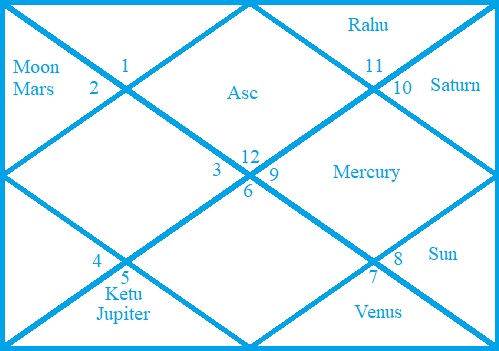 Rahu
Moon
Mars
1
11
2
Asc
10
Saturn
12
3
9
6
Mercury
4
8
Sun
5
7
Ketu
Jupiter
Venus